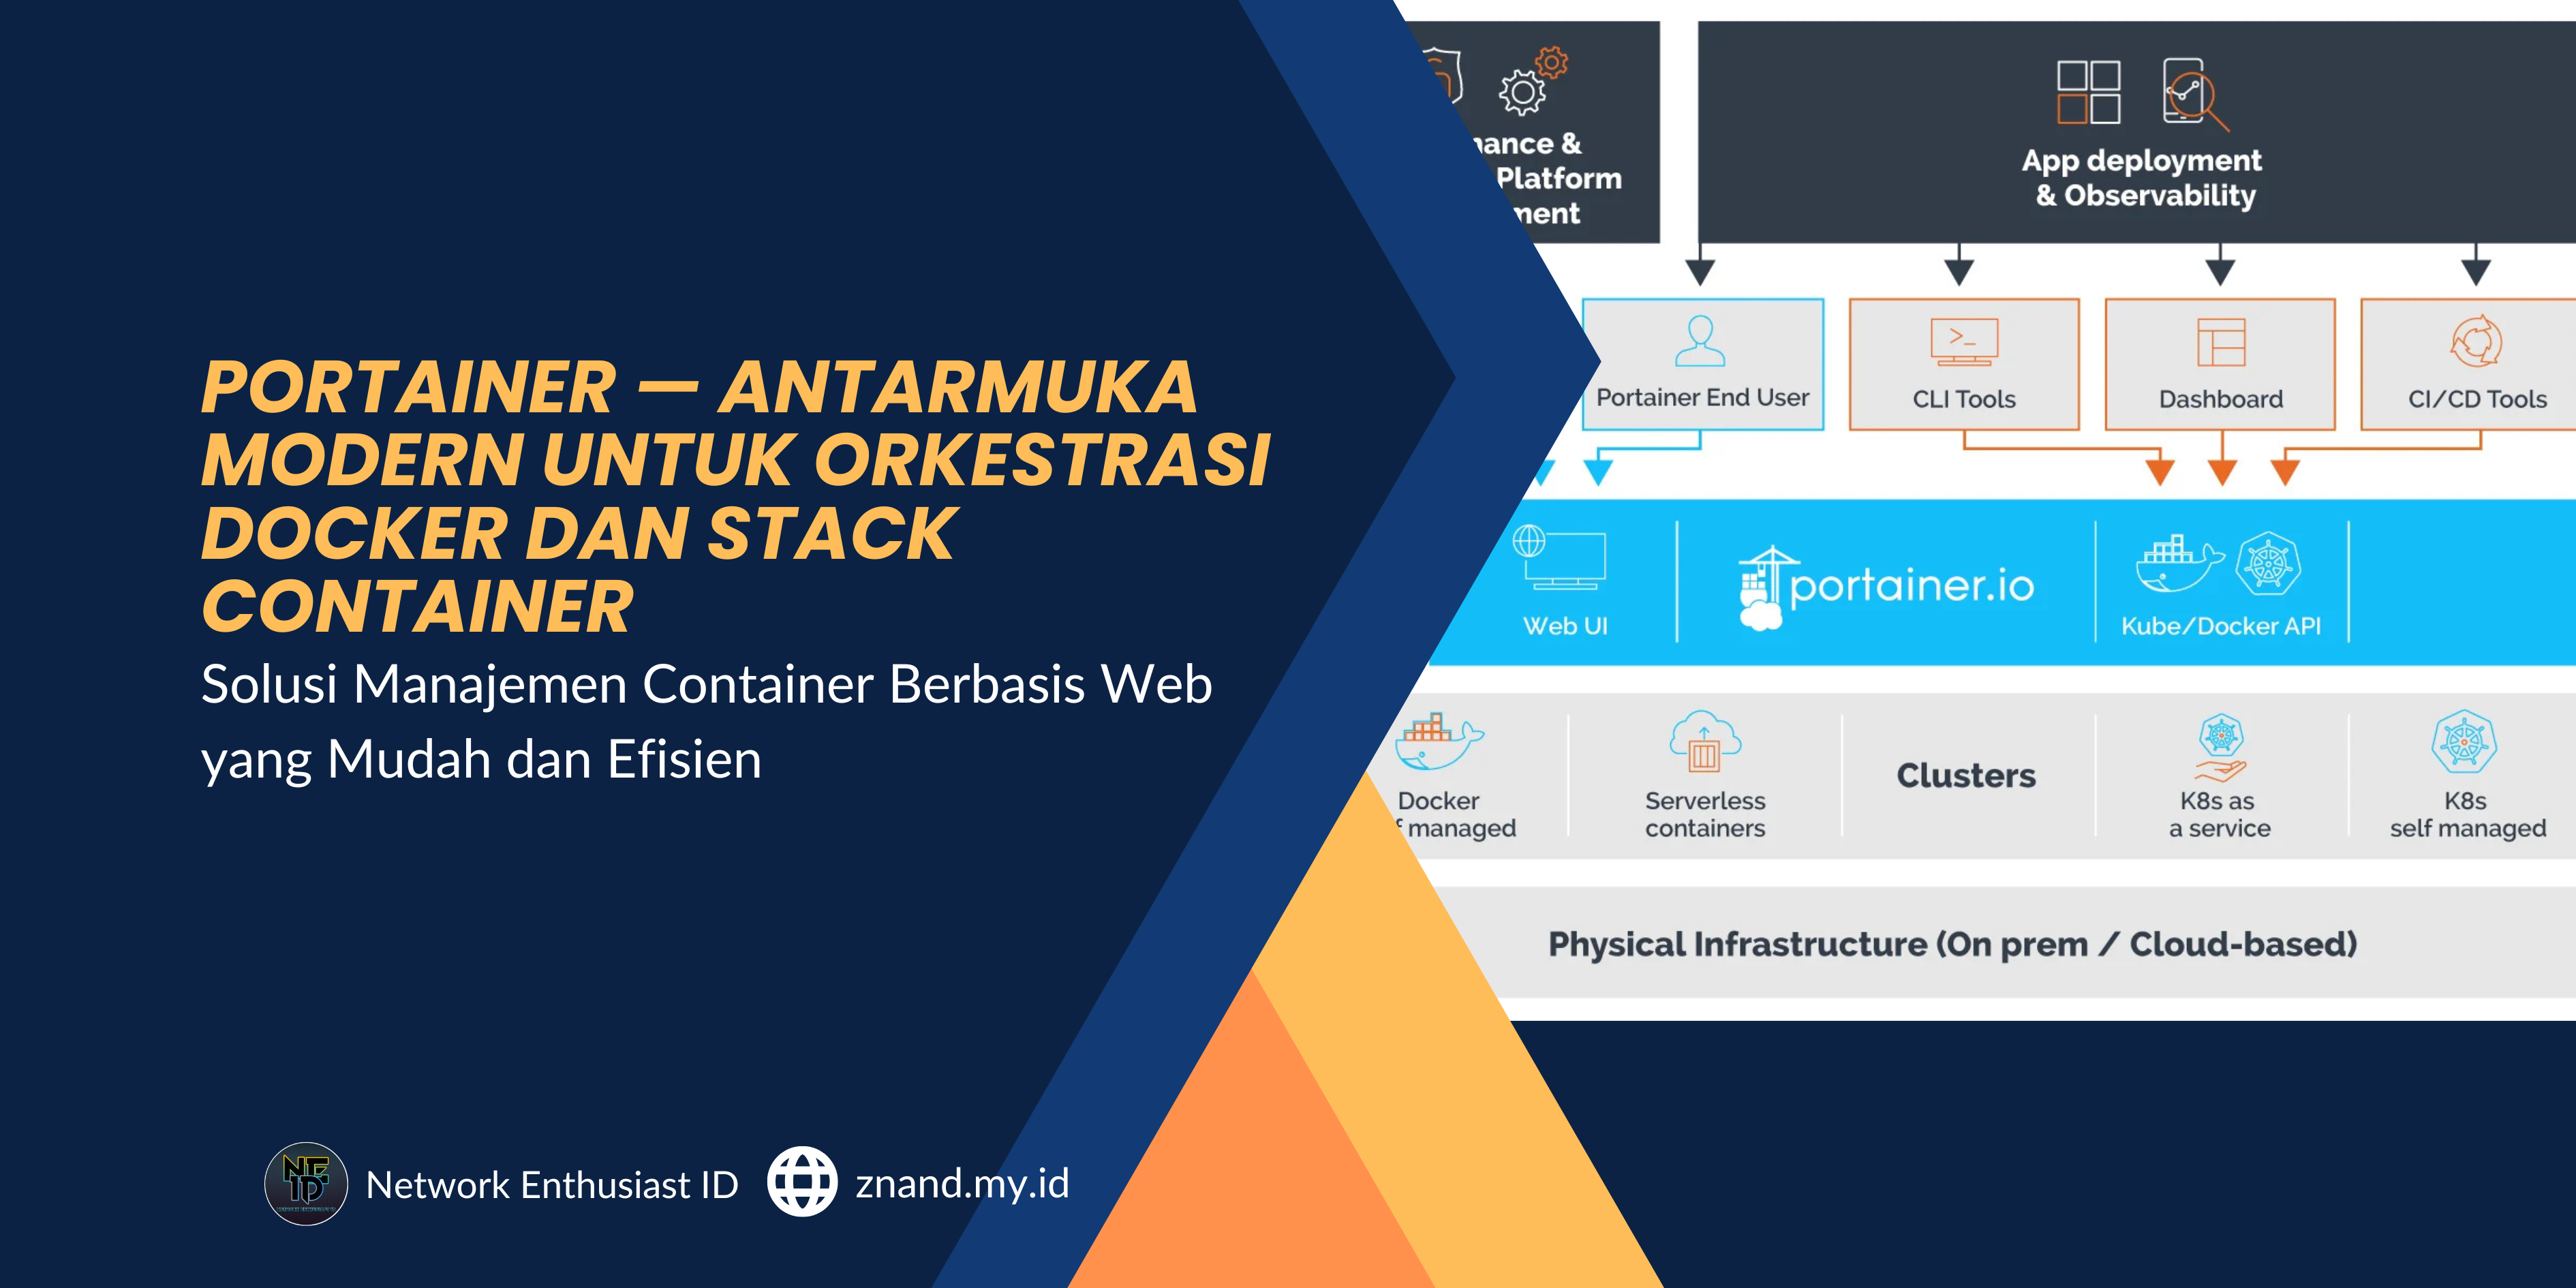 PORTAINER — ANTARMUKA
MODERN UNTUK ORKESTRASI
DOCKER DAN STACK
CONTAINER
Solusi Manajemen Container Berbasis Web
yang Mudah dan Efisien
Network Enthusiast ID
znand.my.id
&
Platform
App deployment
& Observability
Portainer End User
CLI Tools
Dashboard
CI/CD Tools
Web UI
portainer.io
Kube/Docker API
Docker
managed
Serverless
containers
Clusters
K8s as
a service
K8s
self managed
Physical Infrastructure (On prem / Cloud-based)